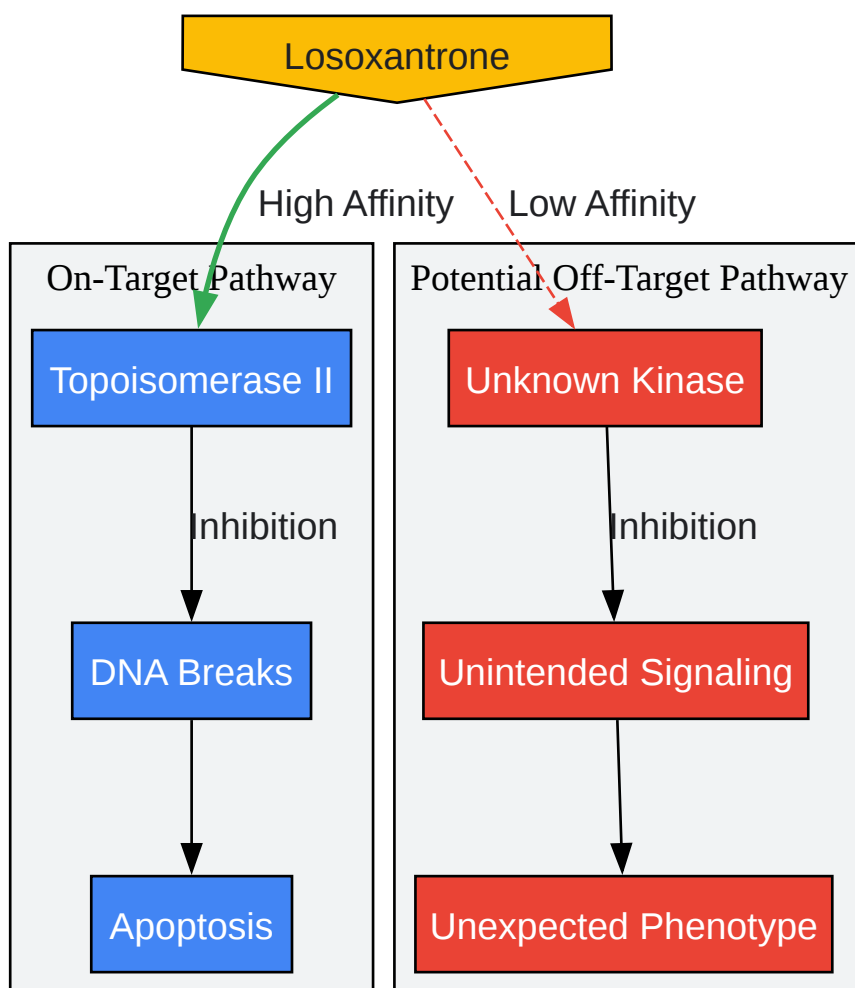 Losoxantrone
High Affinity
Low Affinity
On-Target Pathway
Potential Off-Target Pathway
Topoisomerase II
Unknown Kinase
Inhibition
Inhibition
DNA Breaks
Unintended Signaling
Apoptosis
Unexpected Phenotype